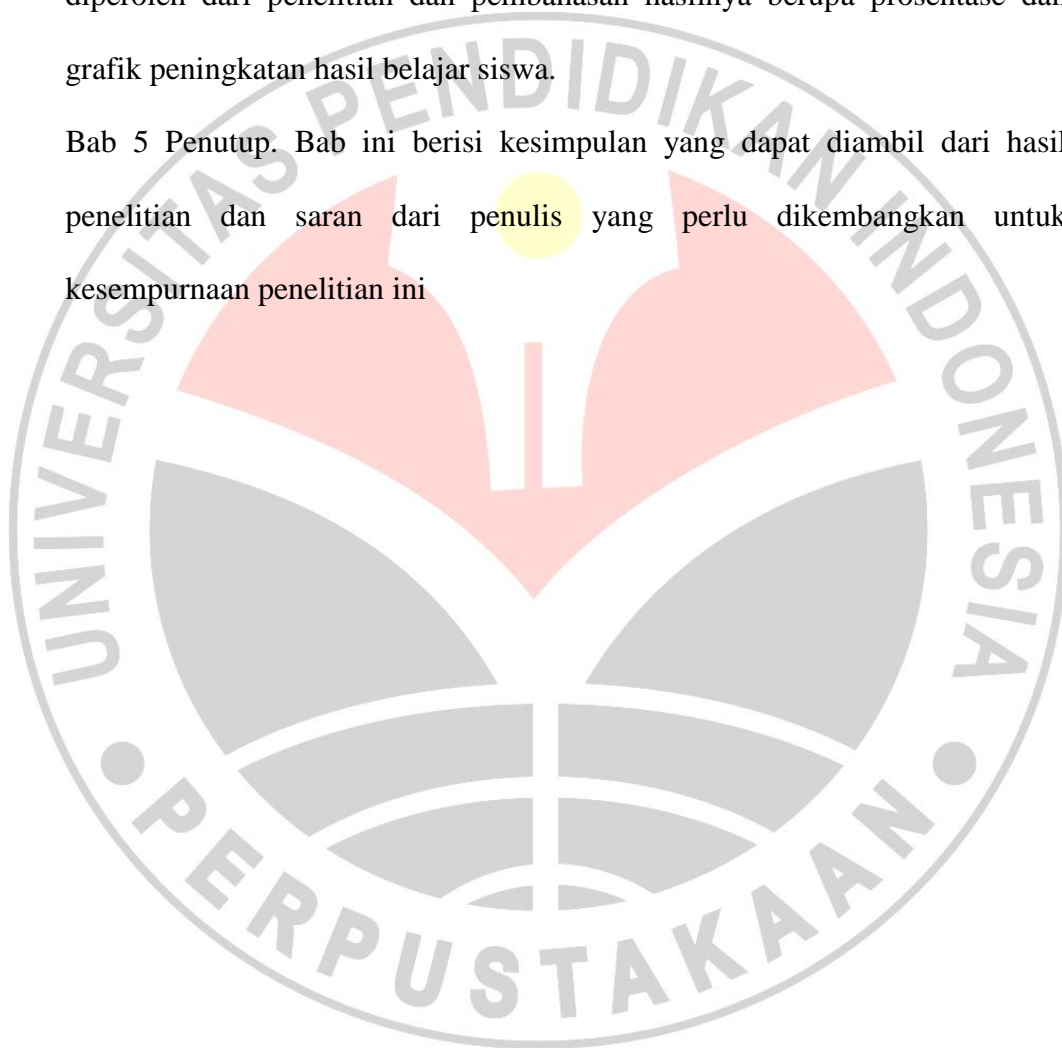 diperoleh dari penelitian dan pembahasan hasilnya berupa prosentase dan
grafik peningkatan hasil belajar siswa.
Bab 5 Penutup. Bab ini berisi kesimpulan yang dapat diambil dari hasil
penelitian dan saran dari penulis yang perlu dikembangkan untuk
kesempurnaan penelitian ini
UNIVERSITAS PENDIDIKAN INDONESIA
PERPUSTAKAAN